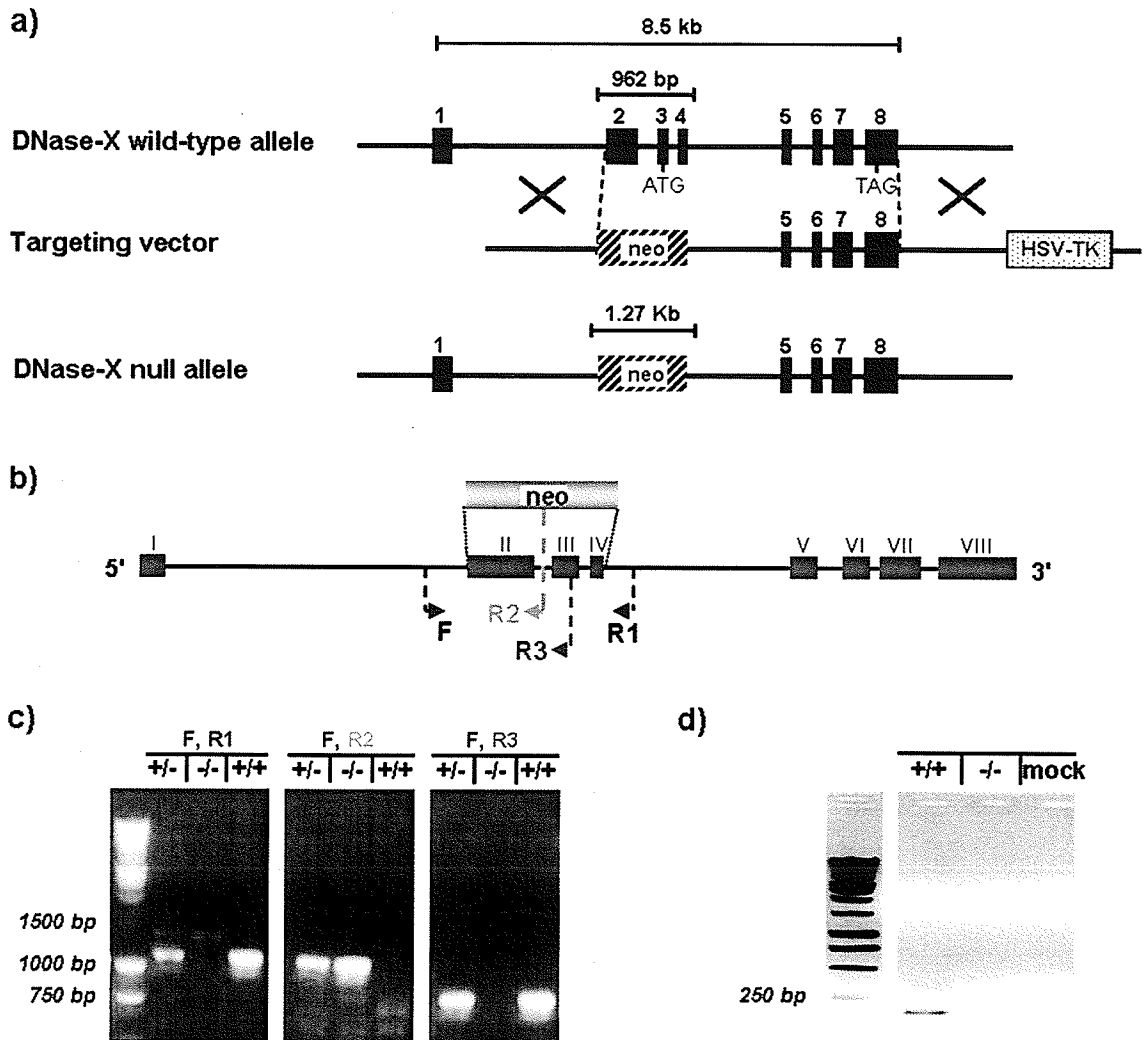 a)
8.5 kb
962 bp
1 2 3 4 5 6 7 8
DNase-X wild-type allele
ATG TAG
5 6 7 8
Targeting vector
neo HSV-TK
1.27 Kb
1 5 6 7 8
DNase-X null allele
neo
b)
neo
I II III IV V VI VII VIII
5' 3'
F R2 R3 R1
c)
F, R1 F, R2 F, R3
+/- -/- +/+ +/- -/- +/+ +/- -/- +/+
1500 bp
1000 bp
750 bp
d)
+/+ -/- mock
250 bp